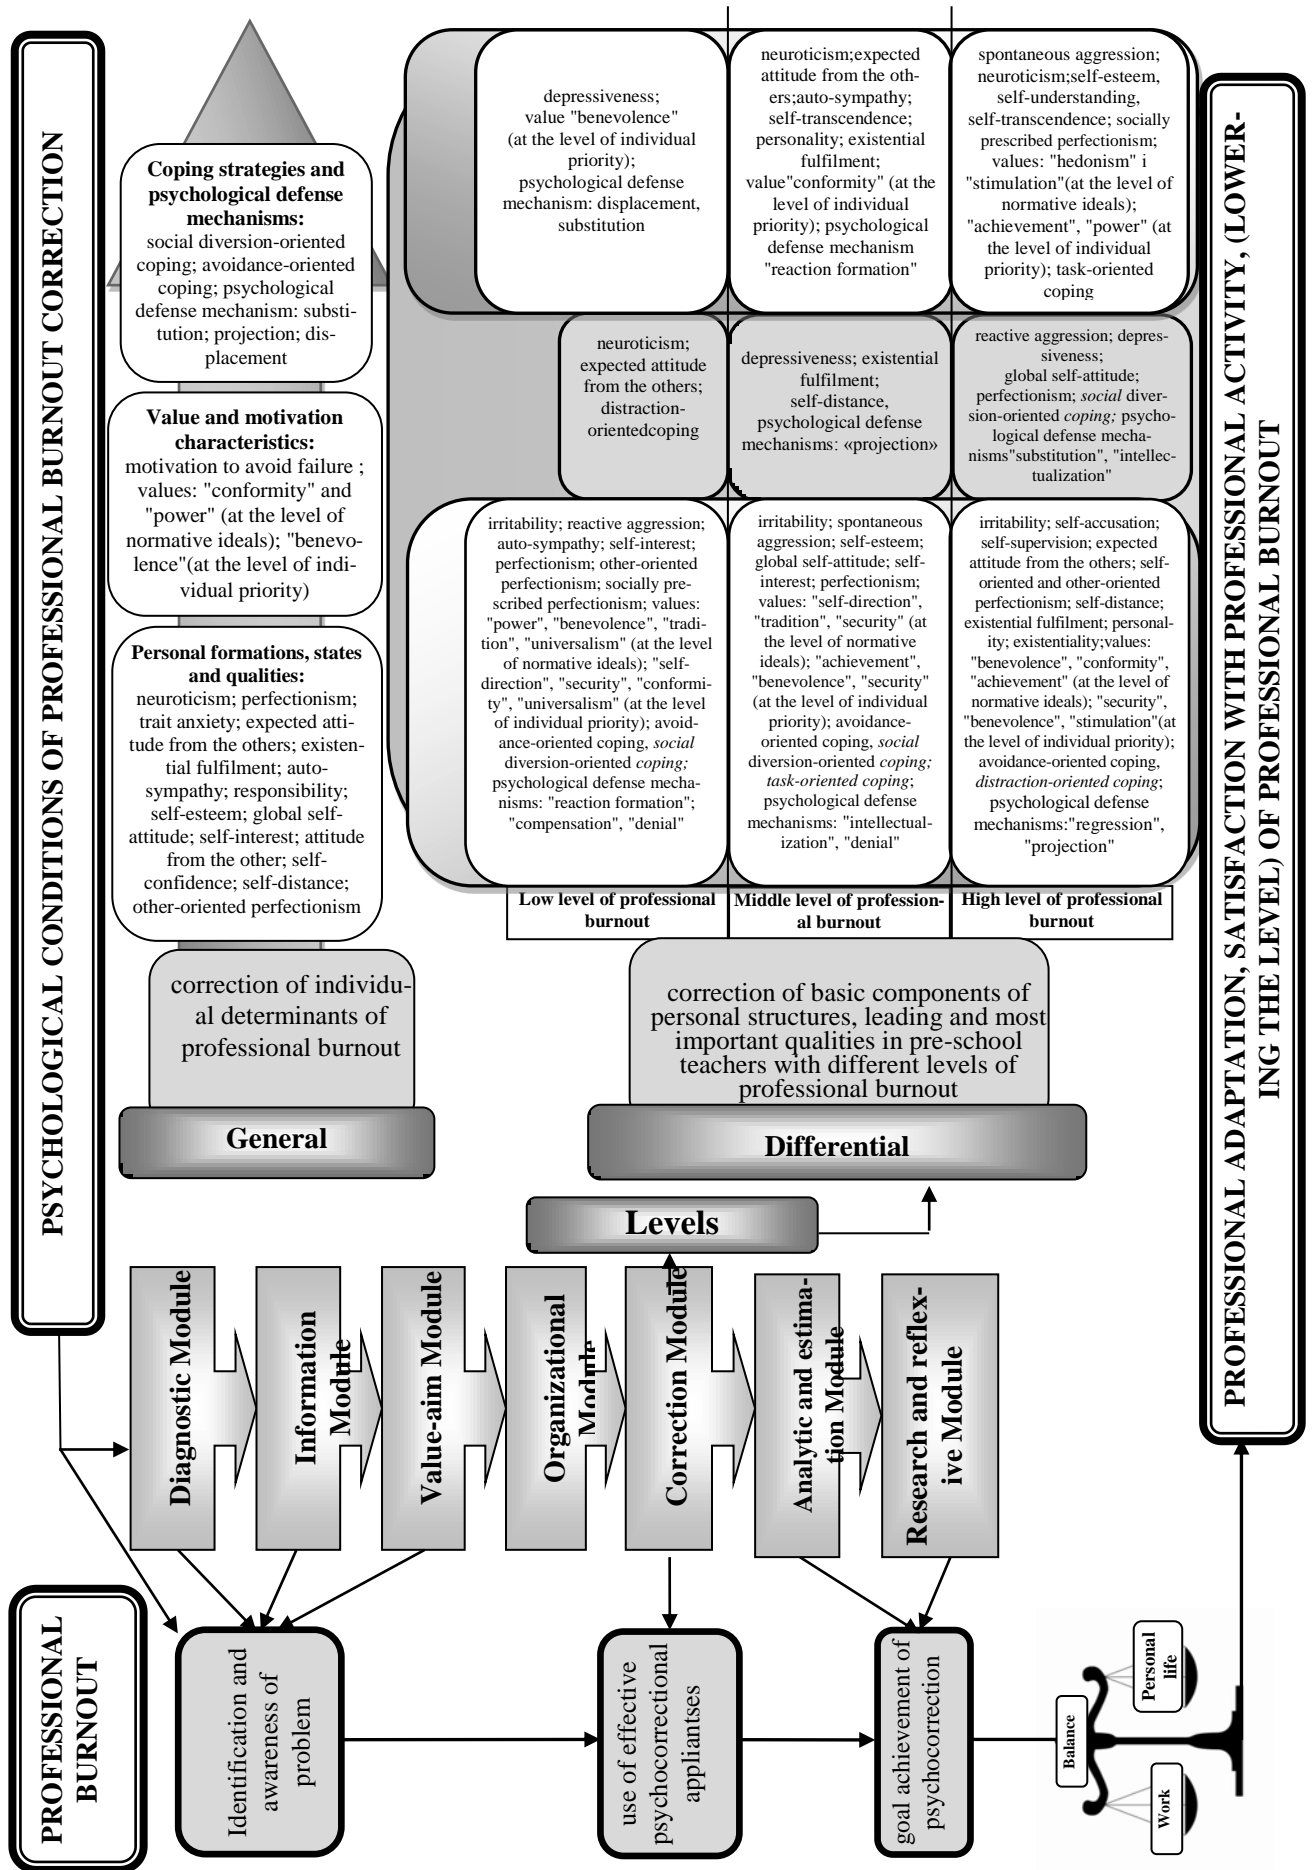 PSYCHOLOGICAL CONDITIONS OF PROFESSIONAL BURNOUT CORRECTION
Coping strategies and
psychological defense
mechanisms:
social diversion-oriented
coping; avoidance-oriented
coping; psychological
defense mechanism: substi-
tution; projection; dis-
placement
Value and motivation
characteristics:
motivation to avoid failure ;
values: "conformity" and
"power" (at the level of
normative ideals); "benevo-
lence"(at the level of indi-
vidual priority)
Personal formations, states
and qualities:
neuroticism; perfectionism;
trait anxiety; expected atti-
tude from the others; existen-
tial fulfilment; auto-
sympathy; responsibility;
self-esteem; global self-
attitude; self-interest; attitude
from the other; self-
confidence; self-distance;
other-oriented perfectionism
correction of individu-
al determinants of
professional burnout
General
depressiveness;
value "benevolence"
(at the level of individual
priority);
psychological defense
mechanism: displacement,
substitution
neuroticism;expected
attitude from the oth-
ers;auto-sympathy;
self-transcendence;
personality; existential
fulfilment;
value"conformity" (at the
level of individual
priority); psychological
defense mechanism
"reaction formation"
spontaneous aggression;
neuroticism;self-esteem,
self-understanding,
self-transcendence; socially
prescribed perfectionism;
values: "hedonism" i
"stimulation"(at the level of
normative ideals);
"achievement", "power" (at
the level of individual
priority); task-oriented
coping
neuroticism;
expected attitude
from the others;
distraction-
orientedcoping
depressiveness; existential
fulfilment;
self-distance,
psychological defense
mechanisms: «projection»
reactive aggression; depres-
siveness;
global self-attitude;
perfectionism; social diver-
sion-oriented coping; psycho-
logical defense mecha-
nisms"substitution", "intellec-
tualization"
irritability; reactive aggression;
auto-sympathy; self-interest;
perfectionism; other-oriented
perfectionism; socially pre-
scribed perfectionism; values:
"power", "benevolence", "tradi-
tion", "universalism" (at the level
of normative ideals); "self-
direction", "security", "conformi-
ty", "universalism" (at the level
of individual priority); avoid-
ance-oriented coping, social
diversion-oriented coping;
psychological defense mecha-
nisms: "reaction formation";
"compensation", "denial"
irritability; spontaneous
aggression; self-esteem;
global self-attitude; self-
interest; perfectionism;
values: "self-direction",
"tradition", "security" (at
the level of normative
ideals); "achievement",
"benevolence", "security"
(at the level of individual
priority); avoidance-
oriented coping, social
diversion-oriented coping;
task-oriented coping;
psychological defense
mechanisms: "intellectual-
ization", "denial"
irritability; self-accusation;
self-supervision; expected
attitude from the others; self-
oriented and other-oriented
perfectionism; self-distance;
existential fulfilment; personal-
ity; existentiality;values:
"benevolence", "conformity",
"achievement" (at the level of
normative ideals); "security",
"benevolence", "stimulation"(at
the level of individual priority);
avoidance-oriented coping,
distraction-oriented coping;
psychological defense
mechanisms:"regression",
"projection"
Low level of professional
burnout
Middle level of profession-
al burnout
High level of professional
burnout
correction of basic components of
personal structures, leading and most
important qualities in pre-school
teachers with different levels of
professional burnout
Differential
Levels
Diagnostic Module
Information
Module
Value-aim Module
Organizational
Module
Correction Module
Analytic and estima-
tion Module
Research and reflex-
ive Module
PROFESSIONAL
BURNOUT
Identification and
awareness of
problem
use of effective
psychocorrectional
appliantses
goal achievement of
psychocorrection
Balance
Work
Personal
life
PROFESSIONAL ADAPTATION, SATISFACTION WITH PROFESSIONAL ACTIVITY, (LOWER-
ING THE LEVEL) OF PROFESSIONAL BURNOUT